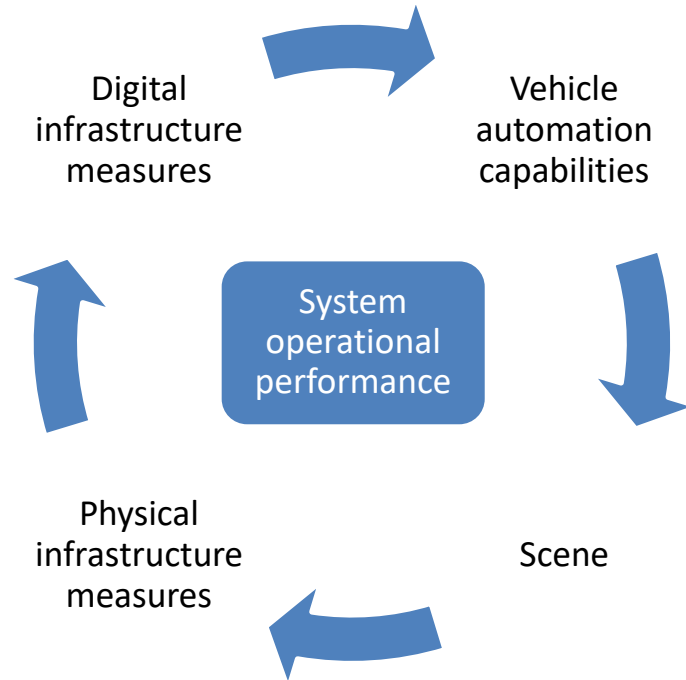 Digital
infrastructure
measures
Vehicle
automation
capabilities
System
operational
performance
Physical
infrastructure
measures
Scene